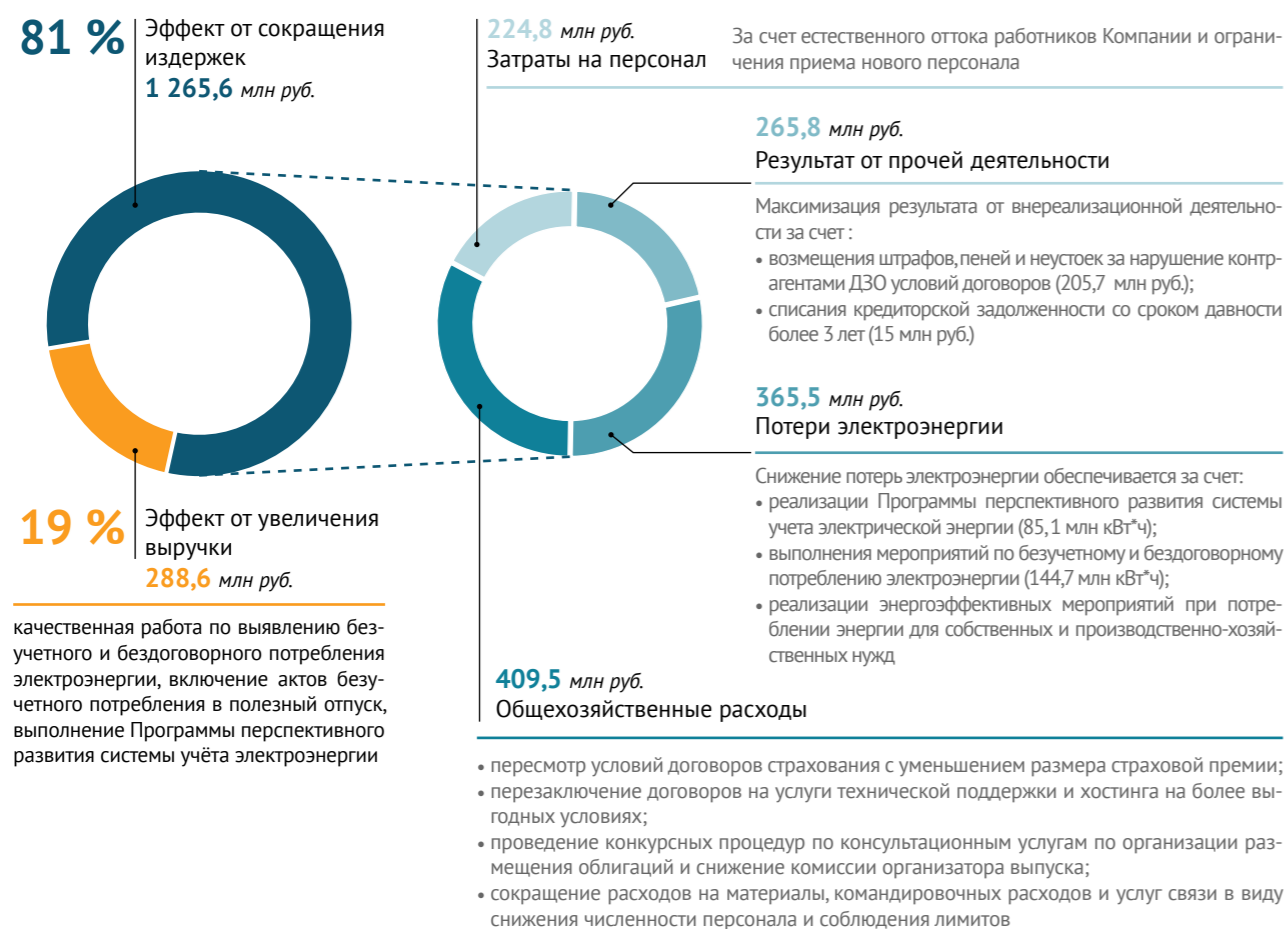 81 %
Эффект от сокращения
издержек
1 265,6 млн руб.
19 %
Эффект от увеличения
выручки
288,6 млн руб.
качественная работа по выявлению без-
учетного и бездоговорного потребления
электроэнергии, включение актов безу-
четного потребления в полезный отпуск,
выполнение Программы перспективного
развития системы учёта электроэнергии
224,8 млн руб.
Затраты на персонал
За счет естественного оттока работников Компании и ограни-
чения приема нового персонала
265,8 млн руб.
Результат от прочей деятельности
Максимизация результата от внереализационной деятельно-
сти за счет :
• возмещения штрафов, пеней и неустоек за нарушение контр-
агентами ДЗО условий договоров (205,7 млн руб.);
• списания кредиторской задолженности со сроком давности
более 3 лет (15 млн руб.)
365,5 млн руб.
Потери электроэнергии
Снижение потерь электроэнергии обеспечивается за счет:
• реализации Программы перспективного развития системы
учета электрической энергии (85,1 млн кВт*ч);
• выполнения мероприятий по безучетному и бездоговорному
потреблению электроэнергии (144,7 млн кВт*ч);
• реализации энергоэффективных мероприятий при потре-
блении энергии для собственных и производственно-хозяй-
ственных нужд
409,5 млн руб.
Общехозяйственные расходы
• пересмотр условий договоров страхования с уменьшением размера страховой премии;
• перезаключение договоров на услуги технической поддержки и хостинга на более вы-
годных условиях;
• проведение конкурсных процедур по консультационным услугам по организации раз-
мещения облигаций и снижение комиссии организатора выпуска;
• сокращение расходов на материалы, командировочных расходов и услуг связи в виду
снижения численности персонала и соблюдения лимитов